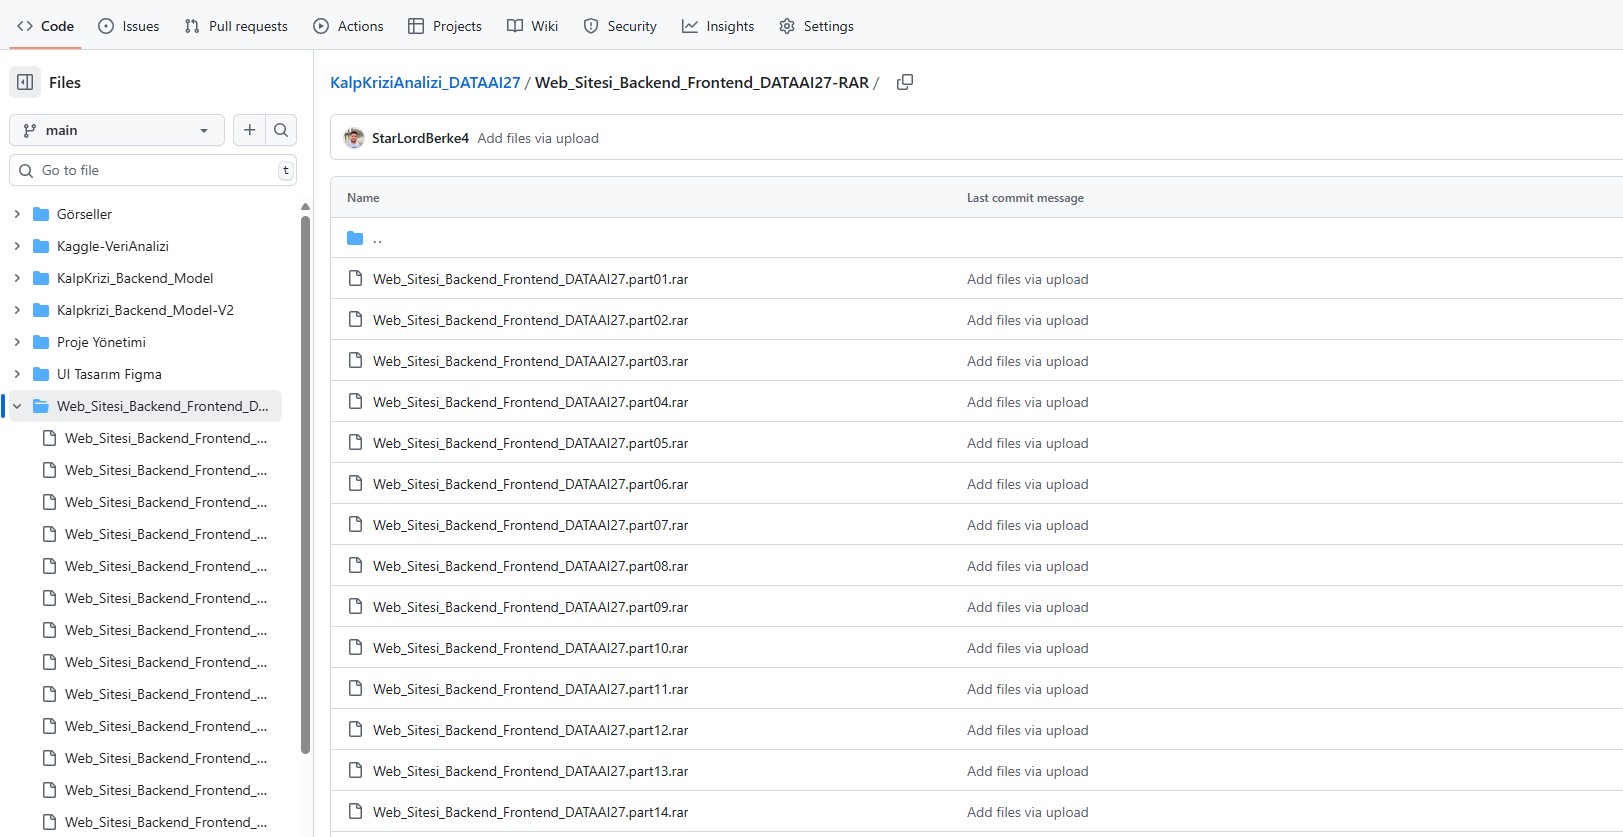 Code Issues Pull requests Actions Projects Wiki Security Insights Settings
Files
main
Go to file t
Görseller
Kaggle-VeriAnalizi
KalpKrizi_Backend_Model
Kalpkrizi_Backend_Model-V2
Proje Yönetimi
UI Tasarım Figma
Web_Sitesi_Backend_Frontend_D...
Web_Sitesi_Backend_Frontend_...
Web_Sitesi_Backend_Frontend_...
Web_Sitesi_Backend_Frontend_...
Web_Sitesi_Backend_Frontend_...
Web_Sitesi_Backend_Frontend_...
Web_Sitesi_Backend_Frontend_...
Web_Sitesi_Backend_Frontend_...
Web_Sitesi_Backend_Frontend_...
Web_Sitesi_Backend_Frontend_...
Web_Sitesi_Backend_Frontend_...
Web_Sitesi_Backend_Frontend_...
Web_Sitesi_Backend_Frontend_...
Web_Sitesi_Backend_Frontend_...
KalpKriziAnalizi_DATAAI27 / Web_Sitesi_Backend_Frontend_DATAAI27-RAR /
StarLordBerke4 Add files via upload
Name Last commit message
..
Web_Sitesi_Backend_Frontend_DATAAI27.part01.rar Add files via upload
Web_Sitesi_Backend_Frontend_DATAAI27.part02.rar Add files via upload
Web_Sitesi_Backend_Frontend_DATAAI27.part03.rar Add files via upload
Web_Sitesi_Backend_Frontend_DATAAI27.part04.rar Add files via upload
Web_Sitesi_Backend_Frontend_DATAAI27.part05.rar Add files via upload
Web_Sitesi_Backend_Frontend_DATAAI27.part06.rar Add files via upload
Web_Sitesi_Backend_Frontend_DATAAI27.part07.rar Add files via upload
Web_Sitesi_Backend_Frontend_DATAAI27.part08.rar Add files via upload
Web_Sitesi_Backend_Frontend_DATAAI27.part09.rar Add files via upload
Web_Sitesi_Backend_Frontend_DATAAI27.part10.rar Add files via upload
Web_Sitesi_Backend_Frontend_DATAAI27.part11.rar Add files via upload
Web_Sitesi_Backend_Frontend_DATAAI27.part12.rar Add files via upload
Web_Sitesi_Backend_Frontend_DATAAI27.part13.rar Add files via upload
Web_Sitesi_Backend_Frontend_DATAAI27.part14.rar Add files via upload